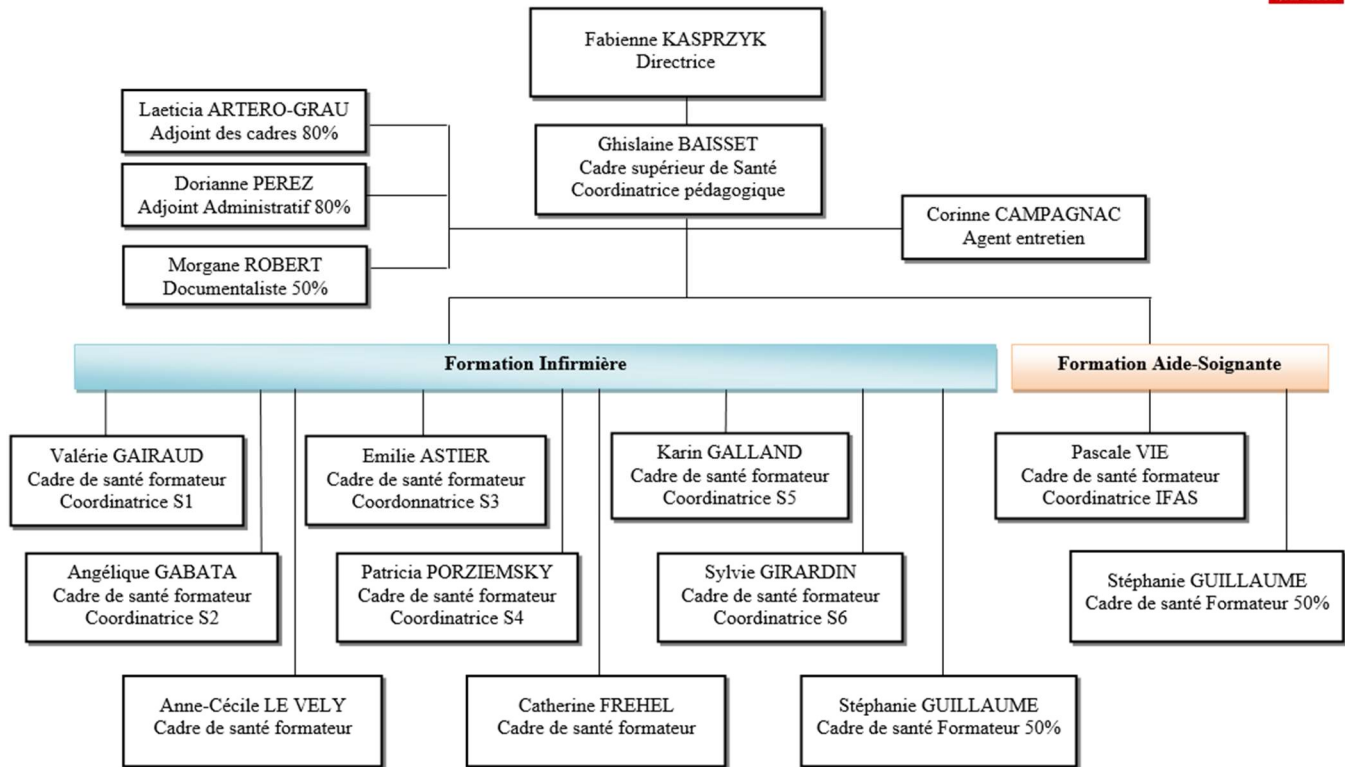 Fabienne KASPRZYK
Directrice
Laeticia ARTERO-GRAU
Adjoint des cadres 80%
Ghislaine BAISSET
Cadre supérieur de Santé
Coordinatrice pédagogique
Dorianne PEREZ
Adjoint Administratif 80%
Corinne CAMPAGNAC
Agent entretien
Morgane ROBERT
Documentaliste 50%
Formation Infirmière
Formation Aide-Soignante
Valérie GAIRAUD
Cadre de santé formateur
Coordinatrice S1
Emilie ASTIER
Cadre de santé formateur
Coordonnatrice S3
Karin GALLAND
Cadre de santé formateur
Coordinatrice S5
Pascale VIE
Cadre de santé formateur
Coordinatrice IFAS
Angélique GABATA
Cadre de santé formateur
Coordinatrice S2
Patricia PORZIEMSKY
Cadre de santé formateur
Coordinatrice S4
Sylvie GIRARDIN
Cadre de santé formateur
Coordinatrice S6
Stéphanie GUILLAUME
Cadre de santé Formateur 50%
Anne-Cécile LE VELY
Cadre de santé formateur
Catherine FREHEL
Cadre de santé formateur
Stéphanie GUILLAUME
Cadre de santé Formateur 50%